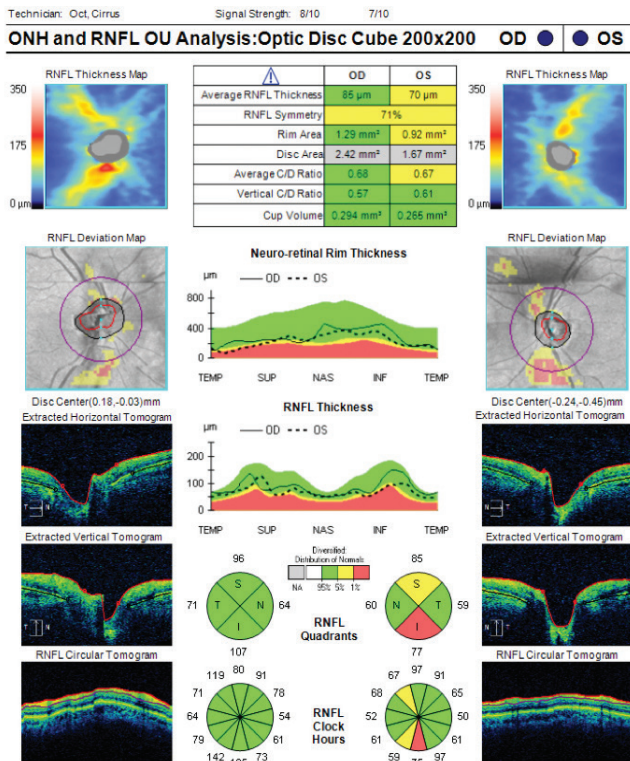 Technician: Oct, Cirrus Signal Strength: 8/10 7/10
ONH and RNFL OU Analysis:Optic Disc Cube 200x200 OD OS
RNFL Thickness Map
350
175
0 µm
OD OS
Average RNFL Thickness 85 µm 70 µm
RNFL Symmetry 71%
Rim Area 1.29 mm² 0.92 mm²
Disc Area 2.42 mm² 1.67 mm²
Average C/D Ratio 0.68 0.67
Vertical C/D Ratio 0.57 0.61
Cup Volume 0.294 mm³ 0.265 mm³
RNFL Thickness Map
350
175
0 µm
RNFL Deviation Map
Disc Center(0.18,-0.03)mm
Neuro-retinal Rim Thickness
µm OD OS
800
400
0
TEMP SUP NAS INF TEMP
RNFL Deviation Map
Disc Center(-0.24,-0.45)mm
Extracted Horizontal Tomogram
T N
RNFL Thickness
µm OD OS
200
100
0
TEMP SUP NAS INF TEMP
Extracted Horizontal Tomogram
T N
Extracted Vertical Tomogram
I N
Diversified:
Distribution of Normals
NA 95% 5% 1%
96
71 T S N I 64
107
RNFL
Quadrants
85
60 N S T I 59
77
Extracted Vertical Tomogram
RNFL Circular Tomogram
80
119 91
71 78
64 54
79 61
142 73
RNFL
Clock
Hours
97
67 91
68 65
52 50
61 61
59 97
RNFL Circular Tomogram